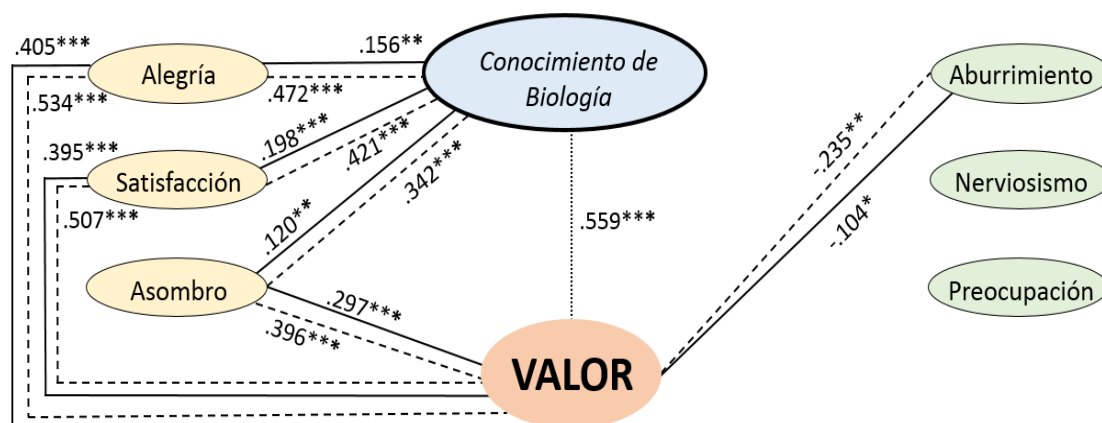 .405***
.156**
Alegría
.472***
.534***
Conocimiento de
Biología
Aburrimiento
.395***
.198***
.421***
Satisfacción
.507***
.342***
-.235**
Nerviosismo
.120**
.559***
-.104*
Asombro
.297***
.396***
Preocupación
VALOR